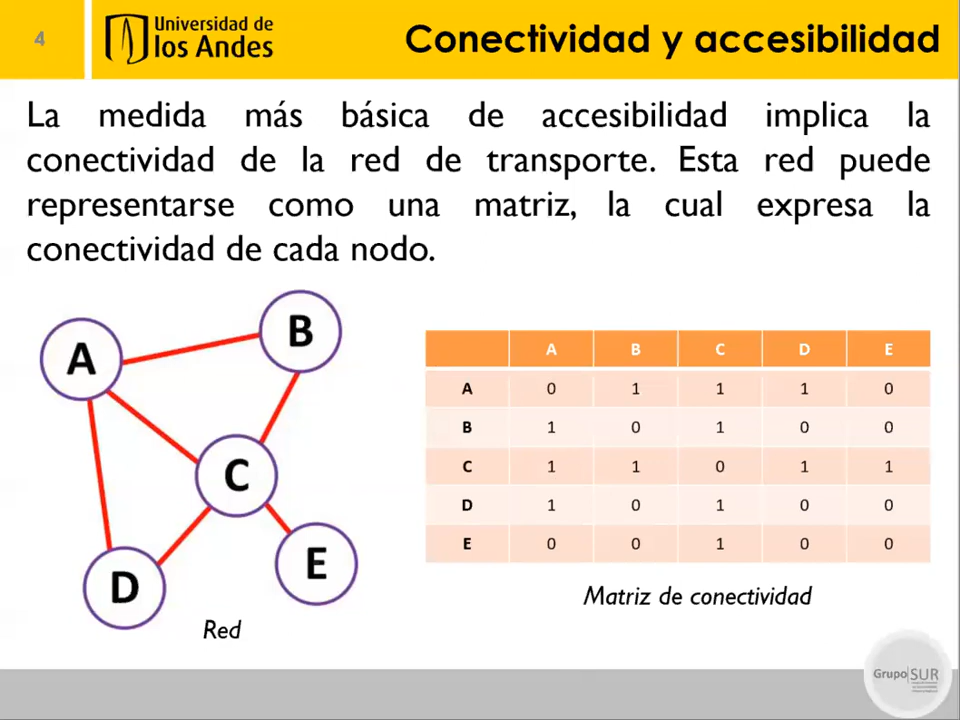 4
Universidad de
los Andes
Conectividad y accesibilidad
La medida más básica de accesibilidad implica la
conectividad de la red de transporte. Esta red puede
representarse como una matriz, la cual expresa la
conectividad de cada nodo.
A
B
C
D
E
Red
A B C D E
A 0 1 1 1 0
B 1 0 1 0 0
C 1 1 0 1 1
D 1 0 1 0 0
E 0 0 1 0 0
Matriz de conectividad
Grupo SUR